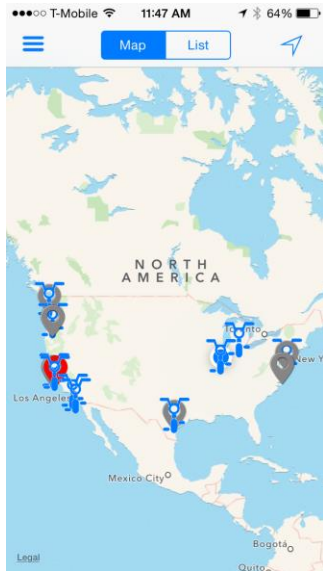 T-Mobile 11:47 AM 64%
Map List
NORTH
AMERICA
Toronto
New Y
Los Angeles
Mexico City
Bogotá
Legal
Quito